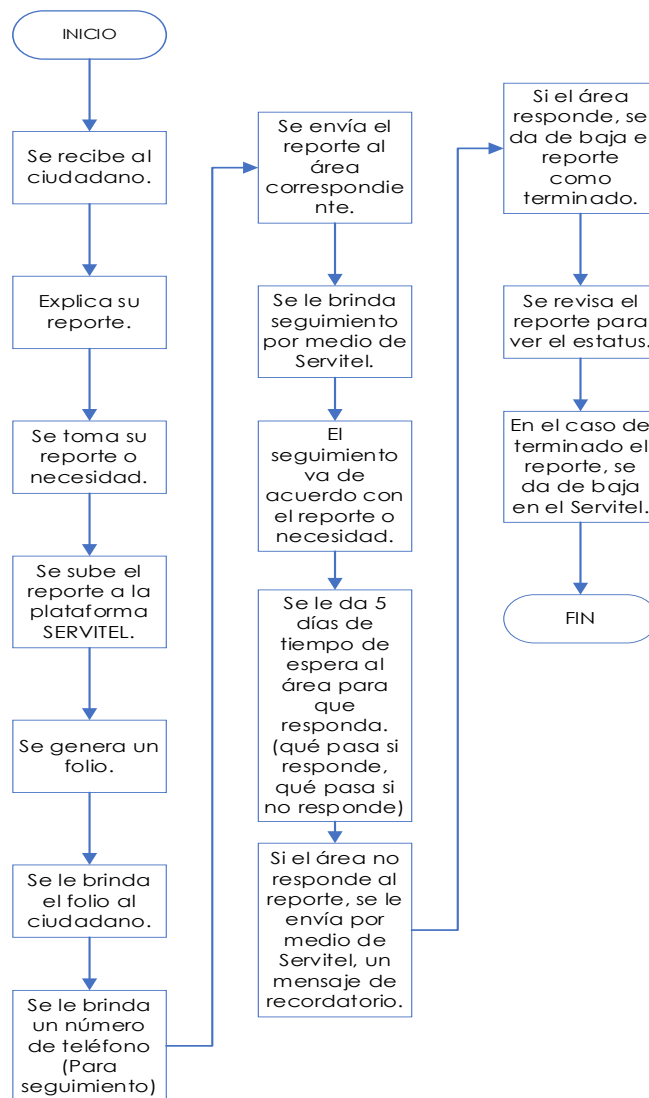 INICIO
Se recibe al
ciudadano.
Explica su
reporte.
Se toma su
reporte o
necesidad.
Se sube el
reporte a la
plataforma
SERVITEL.
Se genera un
folio.
Se le brinda
el folio al
ciudadano.
Se le brinda
un número
de teléfono
(Para
seguimiento)
Se envía el
reporte al
área
correspondie
nte.
Se le brinda
seguimiento
por medio de
Servitel.
El
seguimiento
va de
acuerdo con
el reporte o
necesidad.
Se le da 5
días de
tiempo de
espera al
área para
que
responda.
(qué pasa si
responde,
qué pasa si
no responde)
Si el área no
responde al
reporte, se le
envía por
medio de
Servitel, un
mensaje de
recordatorio.
Si el área
responde, se
da de baja e
reporte
como
terminado.
Se revisa el
reporte para
ver el estatus.
En el caso de
terminado el
reporte, se
da de baja
en el Servitel.
FIN